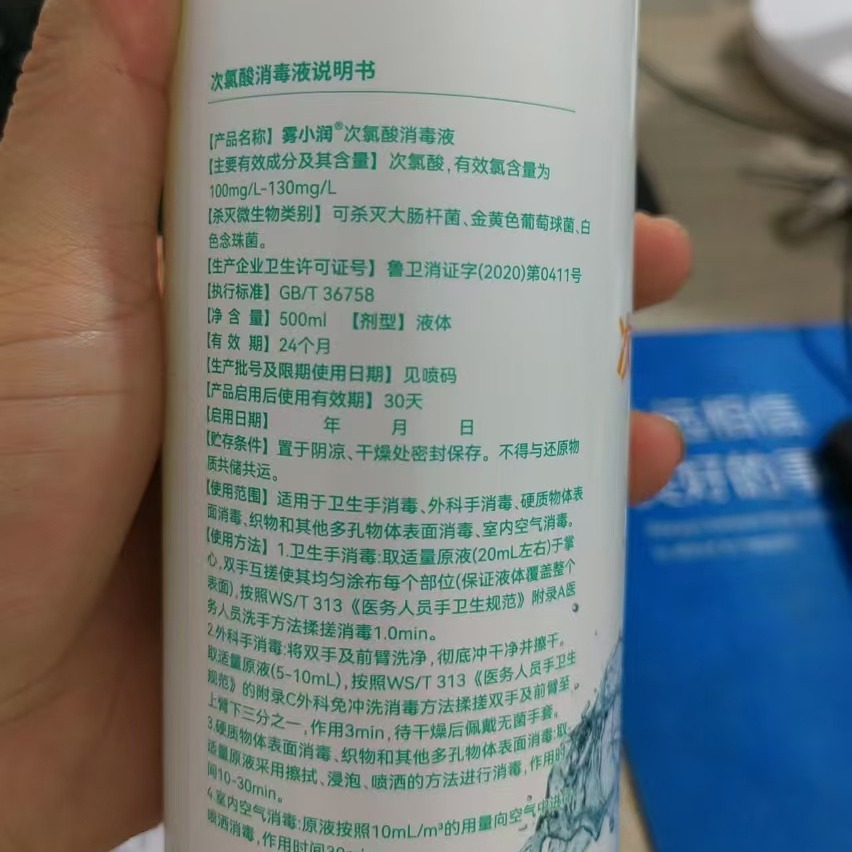 次氯酸消毒液说明书
【产品名称】雾小润®次氯酸消毒液
【主要有效成分及其含量】次氯酸,有效氯含量为
100mg/L-130mg/L
【杀灭微生物类别】可杀灭大肠杆菌、金黄色葡萄球菌、白
色念珠菌。
【生产企业卫生许可证号】鲁卫消证字(2020)第0411号
【执行标准】GB/T 36758
【净 含 量】500ml 【剂型】液体
【有 效 期】24个月
【生产批号及限期使用日期】见喷码
【产品启用后使用有效期】30天
【启用日期】 年 月 日
【贮存条件】置于阴凉、干燥处密封保存。不得与还原物
质共储共运。
【使用范围】适用于卫生手消毒、外科手消毒、硬质物体表
面消毒、织物和其他多孔物体表面消毒、室内空气消毒。
【使用方法】1.卫生手消毒:取适量原液(20mL左右)于掌
心,双手互搓使其均匀涂布每个部位(保证液体覆盖整个
表面),按照WS/T 313《医务人员手卫生规范》附录A医
务人员洗手方法揉搓消毒1.0min。
2.外科手消毒:将双手及前臂洗净,彻底冲干净并擦干。
取适量原液(5-10mL),按照WS/T 313《医务人员手卫生
规范》的附录C外科免冲洗消毒方法揉搓双手及前臂至
上臂下三分之一,作用3min,待干燥后佩戴无菌手套。
3.硬质物体表面消毒、织物和其他多孔物体表面消毒:取
适量原液采用擦拭、浸泡、喷洒的方法进行消毒,作用时
间10-30min。
4.室内空气消毒:原液按照10mL/m³的用量向空气中进行
喷洒消毒,作用时间30
相信
美好的事